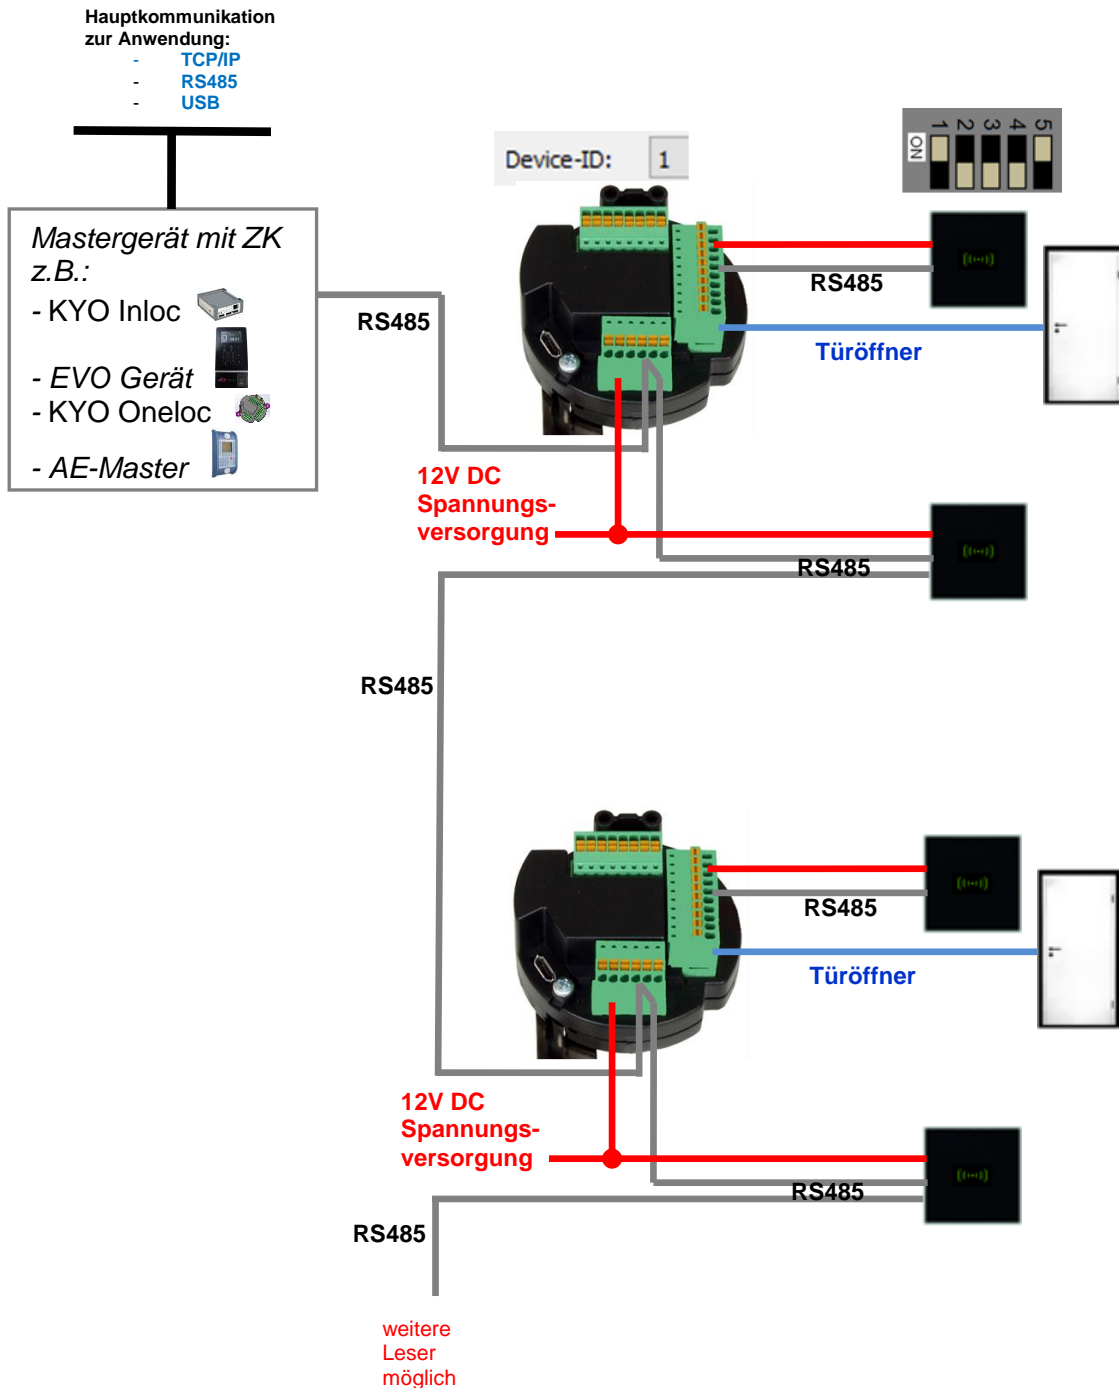 Hauptkommunikation
zur Anwendung:
- TCP/IP
- RS485
- USB
Mastergerät mit ZK
z.B.:
- KYO Inloc
- EVO Gerät
- KYO Oneloc
- AE-Master
RS485
Device-ID: 1
ON
1 2 3 4 5
RS485
Türöffner
12V DC
Spannungs-
versorgung
RS485
RS485
RS485
Türöffner
12V DC
Spannungs-
versorgung
RS485
RS485
weitere
Leser
möglich